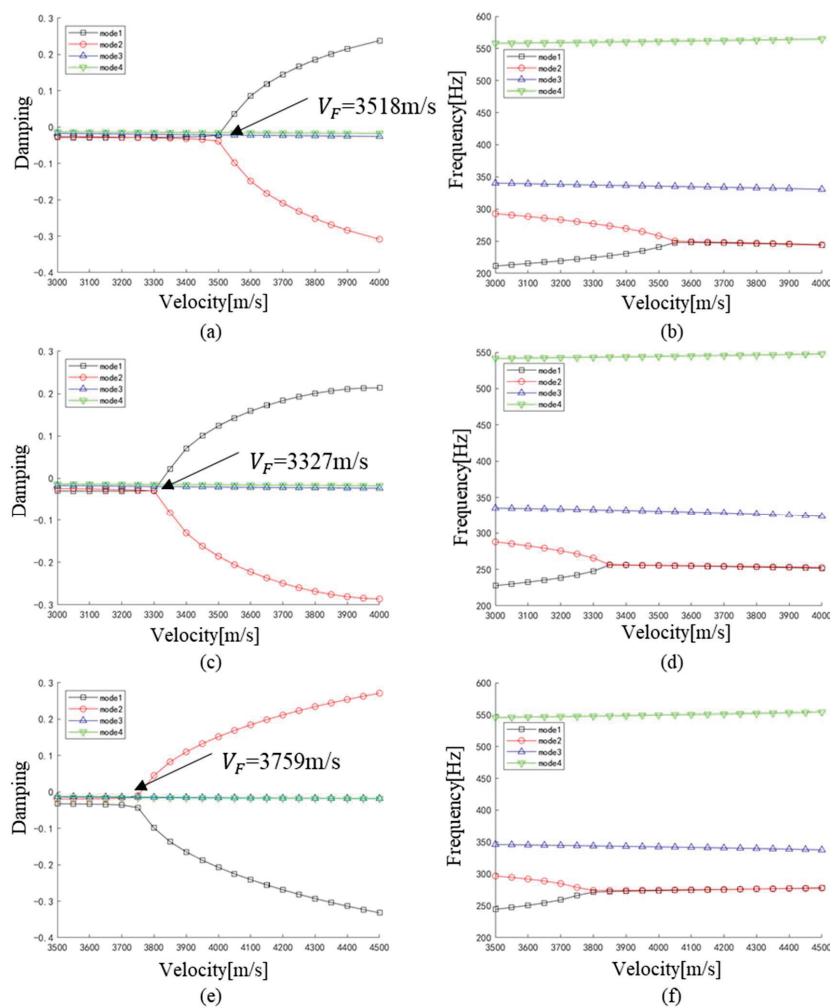 0.3
0.2
0.1
0
-0.1
-0.2
-0.3
-0.4
Damping
mode1
mode2
mode3
mode4
V_F=3518m/s
3000 3100 3200 3300 3400 3500 3600 3700 3800 3900 4000
Velocity[m/s]
(a)
600
550
500
450
400
350
300
250
200
Frequency[Hz]
mode1
mode2
mode3
mode4
3000 3100 3200 3300 3400 3500 3600 3700 3800 3900 4000
Velocity[m/s]
(b)
0.3
0.2
0.1
0
-0.1
-0.2
-0.3
Damping
mode1
mode2
mode3
mode4
V_F=3327m/s
3000 3100 3200 3300 3400 3500 3600 3700 3800 3900 4000
Velocity[m/s]
(c)
550
500
450
400
350
300
250
200
Frequency[Hz]
mode1
mode2
mode3
mode4
3000 3100 3200 3300 3400 3500 3600 3700 3800 3900 4000
Velocity[m/s]
(d)
0.3
0.2
0.1
0
-0.1
-0.2
-0.3
-0.4
Damping
mode1
mode2
mode3
mode4
V_F=3759m/s
3500 3600 3700 3800 3900 4000 4100 4200 4300 4400 4500
Velocity[m/s]
(e)
600
550
500
450
400
350
300
250
200
Frequency[Hz]
mode1
mode2
mode3
mode4
3500 3600 3700 3800 3900 4000 4100 4200 4300 4400 4500
Velocity[m/s]
(f)